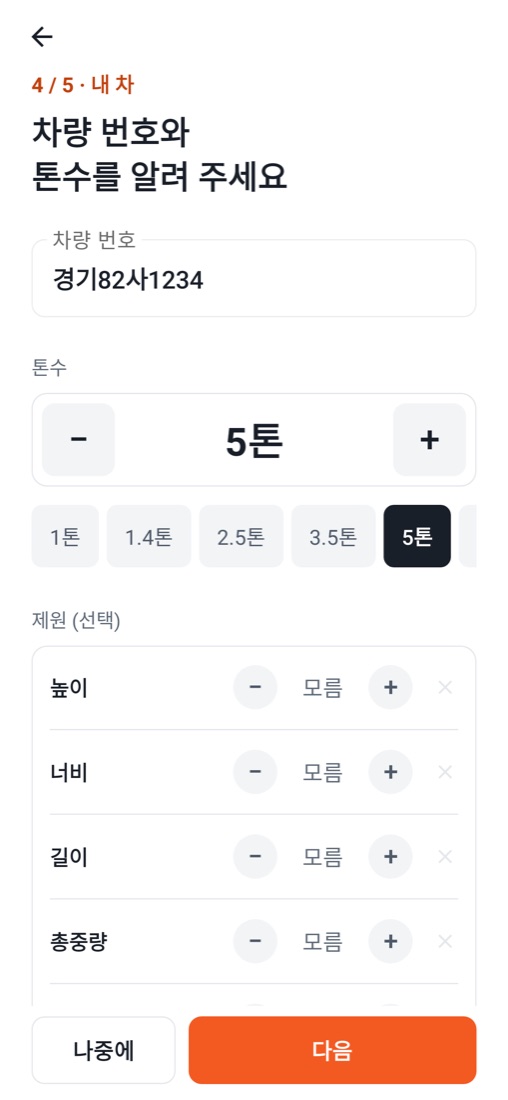 4 / 5 · 내 차
차량 번호와
톤수를 알려 주세요
차량 번호
경기82사1234
톤수
− 5톤 +
1톤 1.4톤 2.5톤 3.5톤 5톤
제원 (선택)
높이 − 모름 + ×
너비 − 모름 + ×
길이 − 모름 + ×
총중량 − 모름 + ×
나중에 다음